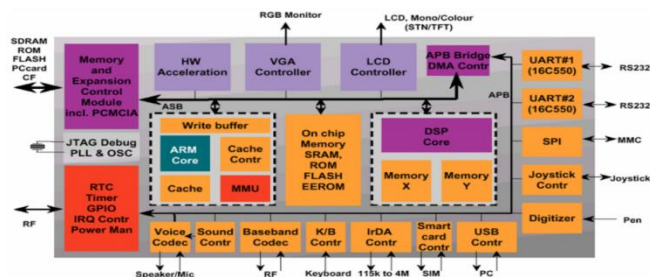 RGB Monitor
LCD, Mono/Colour
(STN/TFT)
SDRAM
ROM
FLASH
PCcard
CF
Memory
and
Expansion
Control
Module
incl. PCMCIA
HW
Acceleration
VGA
Controller
LCD
Controller
APB Bridge
DMA Contr
UART#1
(16C550)
RS232
ASB
APB
UART#2
(16C550)
RS232
JTAG Debug
PLL & OSC
Write buffer
ARM
Core
Cache
Contr
Cache
MMU
On chip
Memory
SRAM,
ROM
FLASH
EEROM
DSP
Core
Memory
X
Memory
Y
SPI
MMC
Joystick
Contr
Joystick
RTC
Timer
GPIO
IRQ Contr
Power Man
RF
Digitizer
Pen
Voice
Codec
Sound
Contr
Baseband
Codec
K/B
Contr
IrDA
Contr
Smart
card
Contr
USB
Contr
Speaker/Mic
RF
Keyboard
115k to 4M
SIM
PC